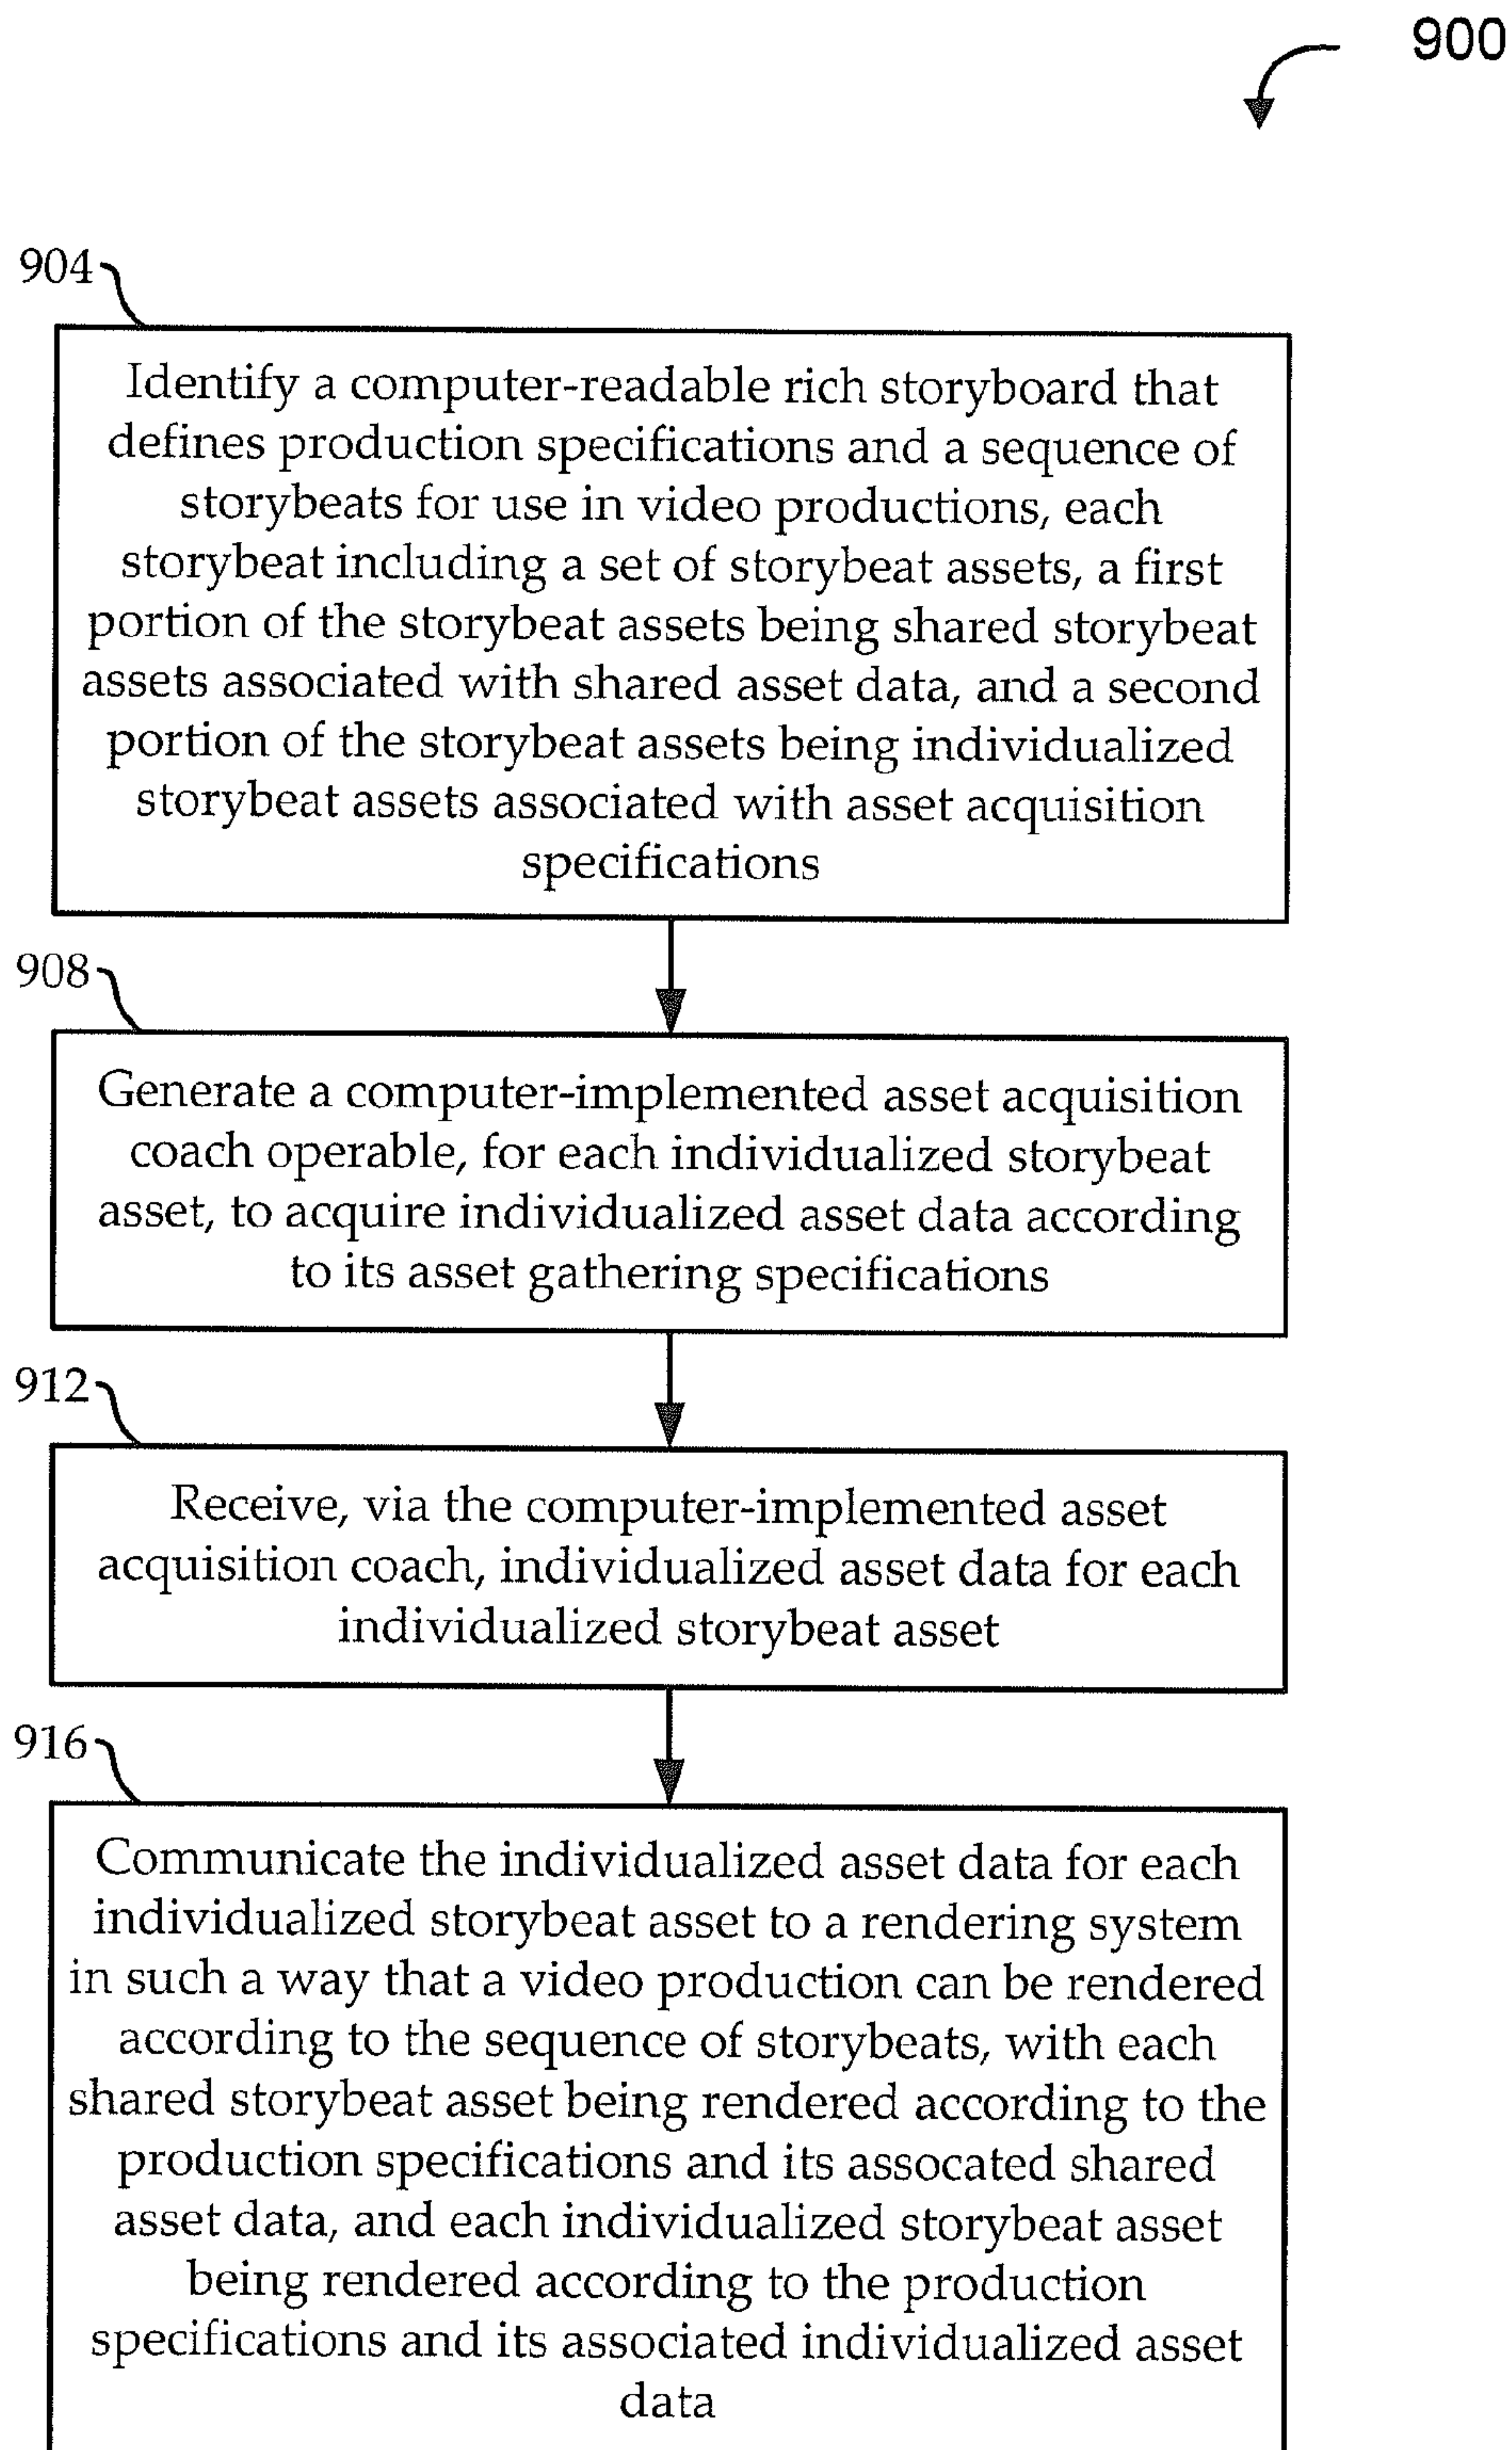 900
904
Identify a computer-readable rich storyboard that
defines production specifications and a sequence of
storybeats for use in video productions, each
storybeat including a set of storybeat assets, a first
portion of the storybeat assets being shared storybeat
assets associated with shared asset data, and a second
portion of the storybeat assets being individualized
storybeat assets associated with asset acquisition
specifications
908
Generate a computer-implemented asset acquisition
coach operable, for each individualized storybeat
asset, to acquire individualized asset data according
to its asset gathering specifications
912
Receive, via the computer-implemented asset
acquisition coach, individualized asset data for each
individualized storybeat asset
916
Communicate the individualized asset data for each
individualized storybeat asset to a rendering system
in such a way that a video production can be rendered
according to the sequence of storybeats, with each
shared storybeat asset being rendered according to the
production specifications and its assocated shared
asset data, and each individualized storybeat asset
being rendered according to the production
specifications and its associated individualized asset
data